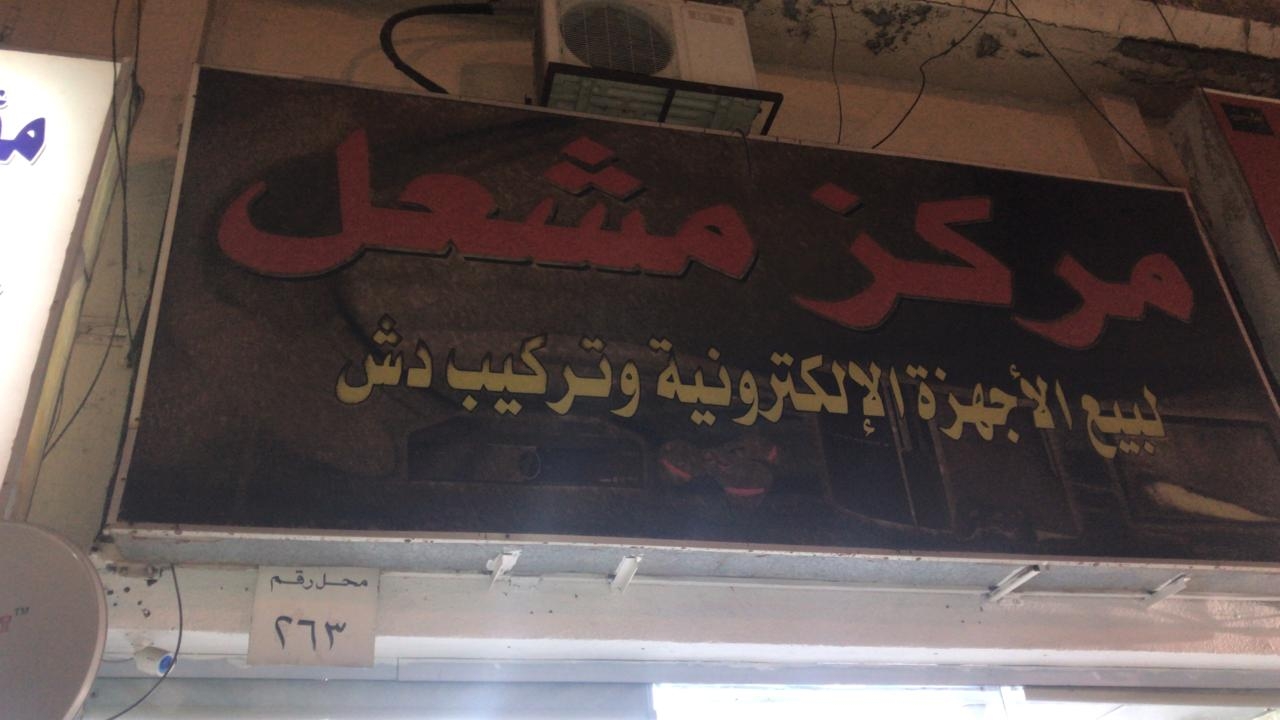 مركز مشعل
لبيع الأجهزة الإلكترونية وتركيب دش
محل رقم
٢٦٣